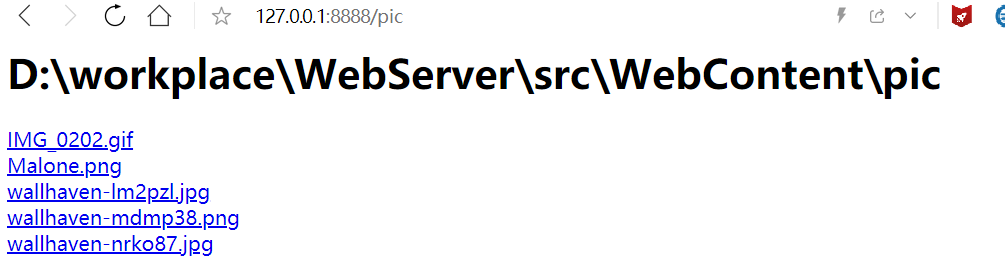 127.0.0.1:8888/pic
D:\workplace\WebServer\src\WebContent\pic
IMG_0202.gif
Malone.png
wallhaven-lm2pzl.jpg
wallhaven-mdmp38.png
wallhaven-nrko87.jpg